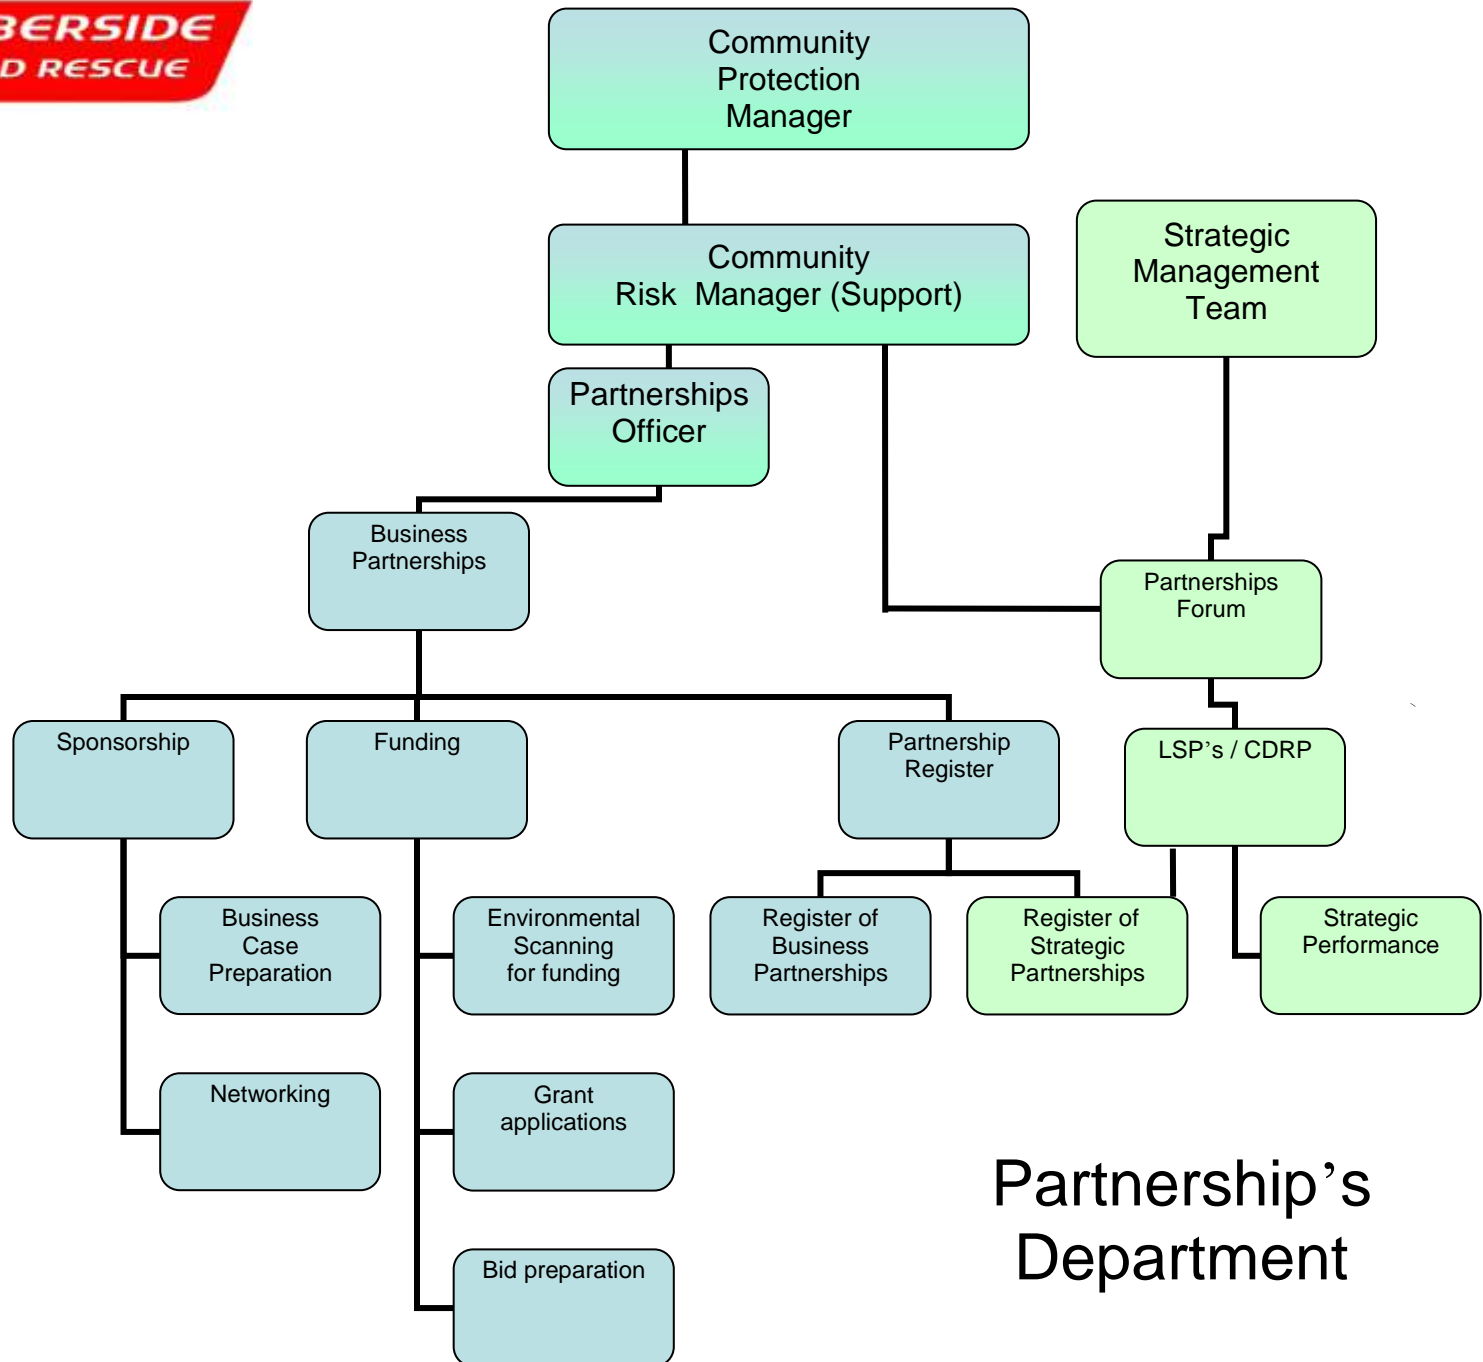 BERSIDE
D RESCUE
Community
Protection
Manager
Community
Risk Manager (Support)
Strategic
Management
Team
Partnerships
Officer
Business
Partnerships
Partnerships
Forum
Sponsorship
Funding
Partnership
Register
LSP’s / CDRP
Business
Case
Preparation
Environmental
Scanning
for funding
Register of
Business
Partnerships
Register of
Strategic
Partnerships
Strategic
Performance
Networking
Grant
applications
Bid preparation
Partnership’s
Department